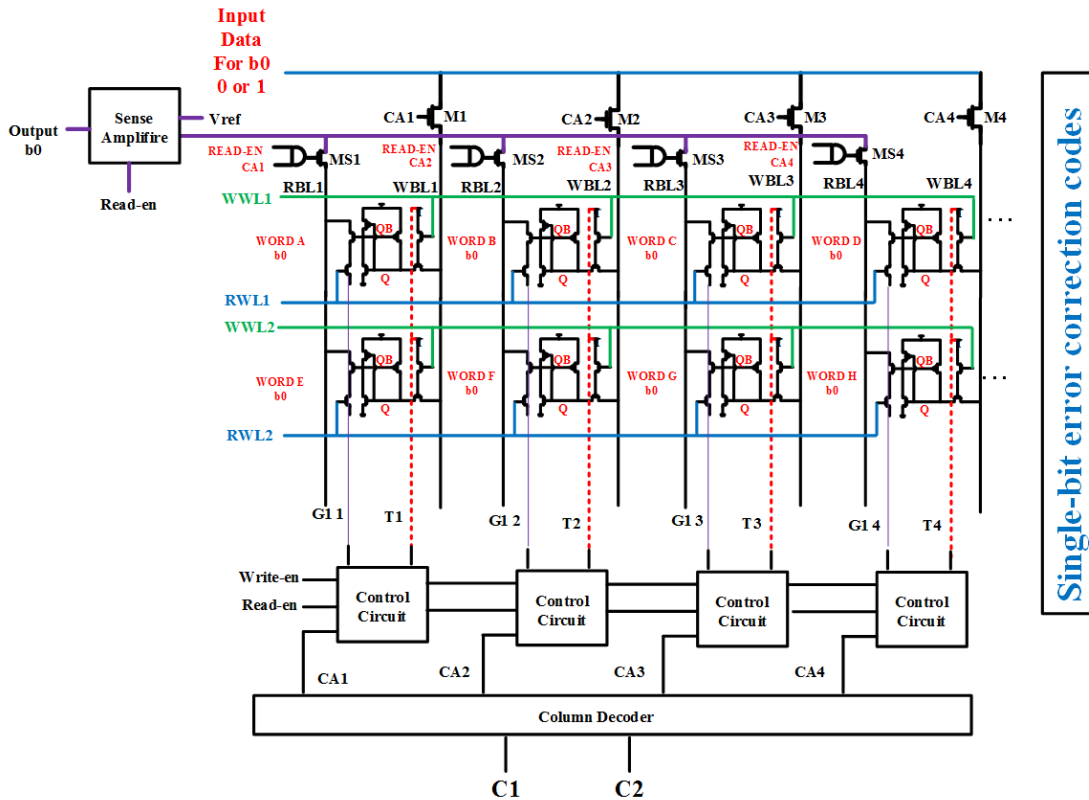 Input
Data
For b0
0 or 1
Sense
Amplifire
Vref
Output
b0
Read-en
CA1
M1
CA2
M2
CA3
M3
CA4
M4
READ-EN
CA1
MS1
READ-EN
CA2
MS2
READ-EN
CA3
MS3
READ-EN
CA4
MS4
RBL1
WBL1
RBL2
WBL2
RBL3
WBL3
RBL4
WBL4
WWL1
T
T
T
T
QB
QB
QB
QB
WORD A
b0
WORD B
b0
WORD C
b0
WORD D
b0
Q
Q
Q
Q
RWL1
...
WWL2
T
T
T
T
QB
QB
QB
QB
WORD E
b0
WORD F
b0
WORD G
b0
WORD H
b0
Q
Q
Q
Q
RWL2
...
G1 1
T1
G1 2
T2
G1 3
T3
G1 4
T4
Write-en
Read-en
Control
Circuit
Control
Circuit
Control
Circuit
Control
Circuit
CA1
CA2
CA3
CA4
Column Decoder
C1
C2
Single-bit error correction codes